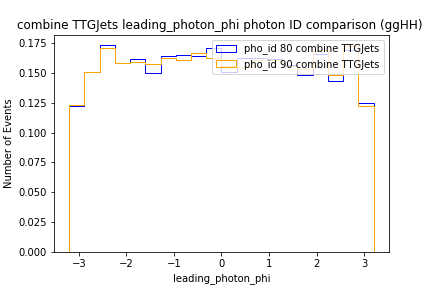 combine TTGJets leading_photon_phi photon ID comparison (ggHH)
pho_id 80 combine TTGJets
pho_id 90 combine TTGJets
Number of Events
0.175
0.150
0.125
0.100
0.075
0.050
0.025
0.000
−3 −2 −1 0 1 2 3
leading_photon_phi